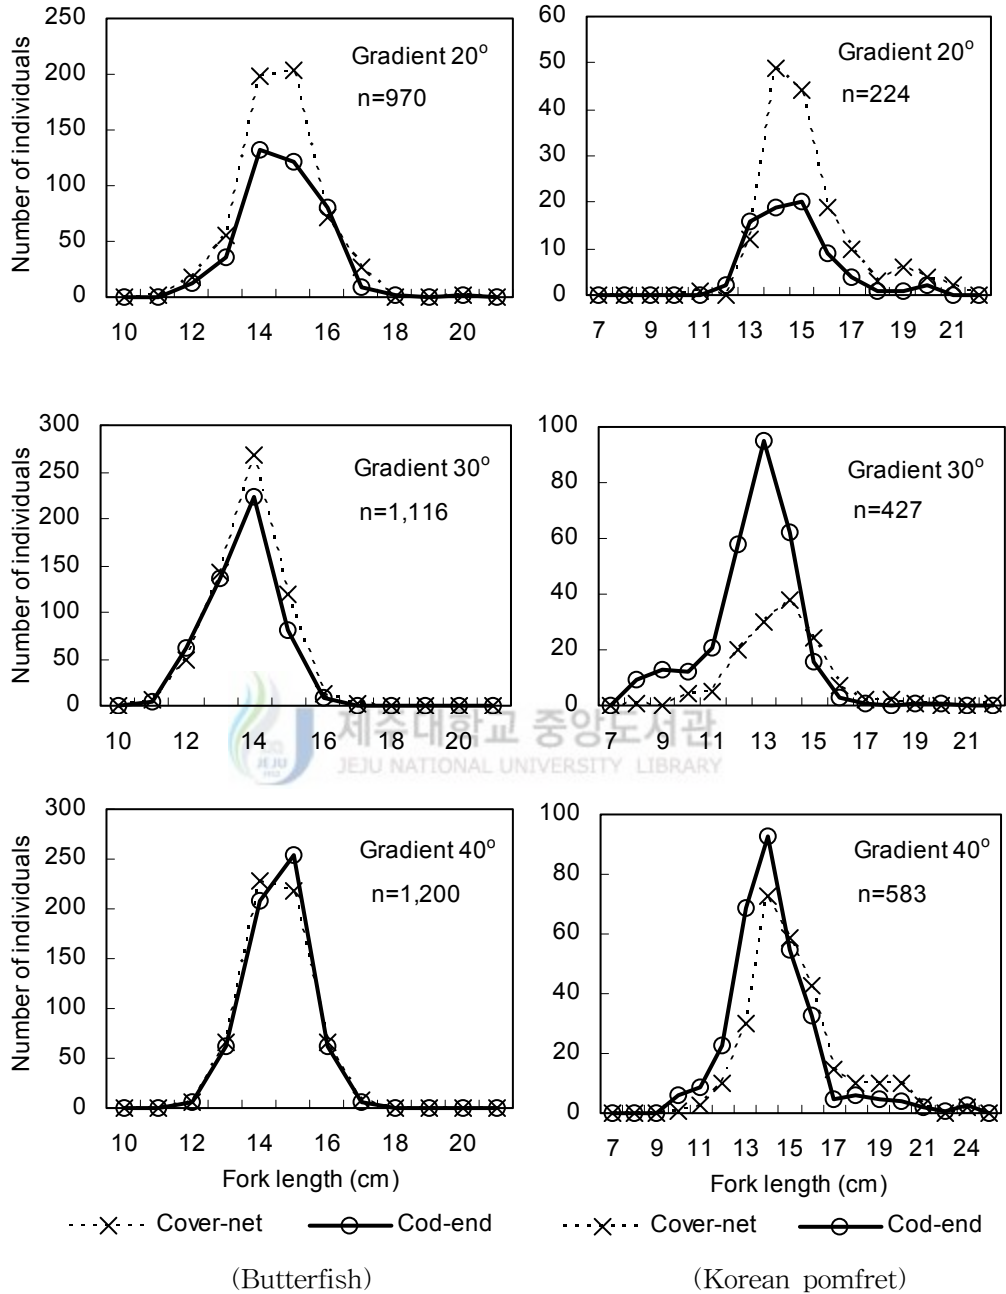 250
200
150
100
50
0
Number of individuals
Gradient 20°
n=970
10 12 14 16 18 20
60
50
40
30
20
10
0
Gradient 20°
n=224
7 9 11 13 15 17 19 21
300
250
200
150
100
50
0
Number of individuals
Gradient 30°
n=1,116
10 12 14 16 18 20
100
80
60
40
20
0
Gradient 30°
n=427
7 9 11 13 15 17 19 21
제주대학교 중앙도서관
JEJU NATIONAL UNIVERSITY LIBRARY
JEJU
1952
300
250
200
150
100
50
0
Number of individuals
Gradient 40°
n=1,200
10 12 14 16 18 20
Fork length (cm)
100
80
60
40
20
0
Gradient 40°
n=583
7 9 11 13 15 17 19 21 24
Fork length (cm)
Cover-net Cod-end
Cover-net Cod-end
(Butterfish)
(Korean pomfret)